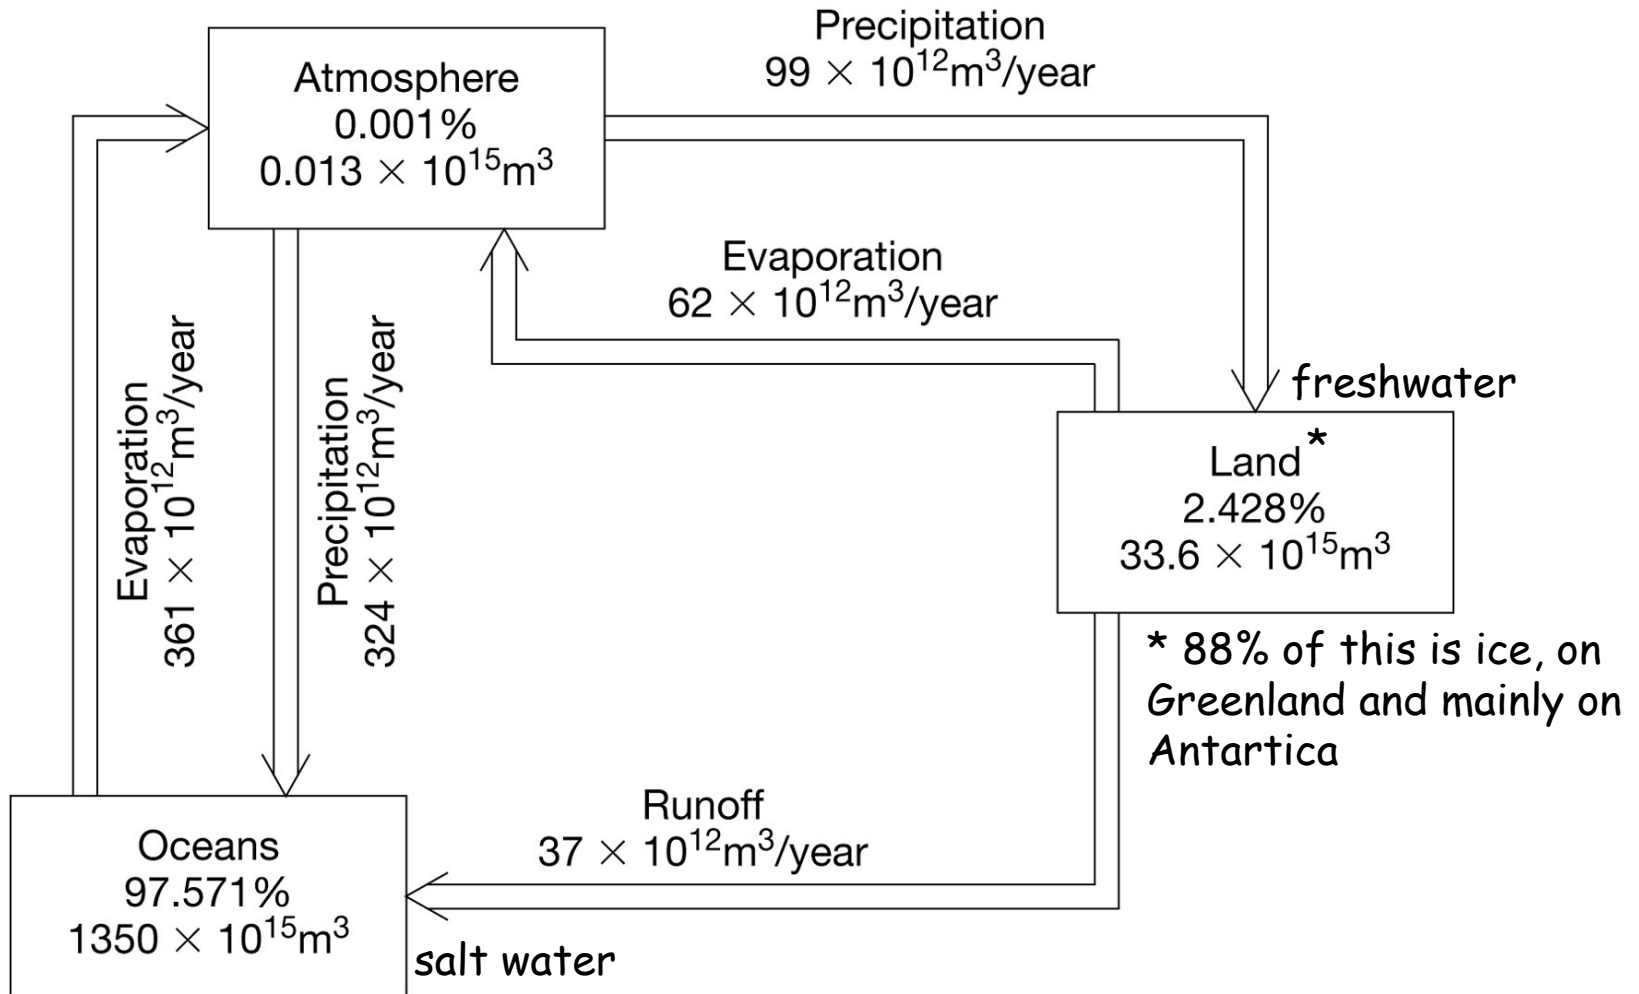 Precipitation
99 × 10¹²m³/year
Atmosphere
0.001%
0.013 × 10¹⁵m³
Evaporation
62 × 10¹²m³/year
freshwater
Evaporation
361 × 10¹²m³/year
Precipitation
324 × 10¹²m³/year
Land*
2.428%
33.6 × 10¹⁵m³
* 88% of this is ice, on
Greenland and mainly on
Antartica
Runoff
37 × 10¹²m³/year
Oceans
97.571%
1350 × 10¹⁵m³
salt water